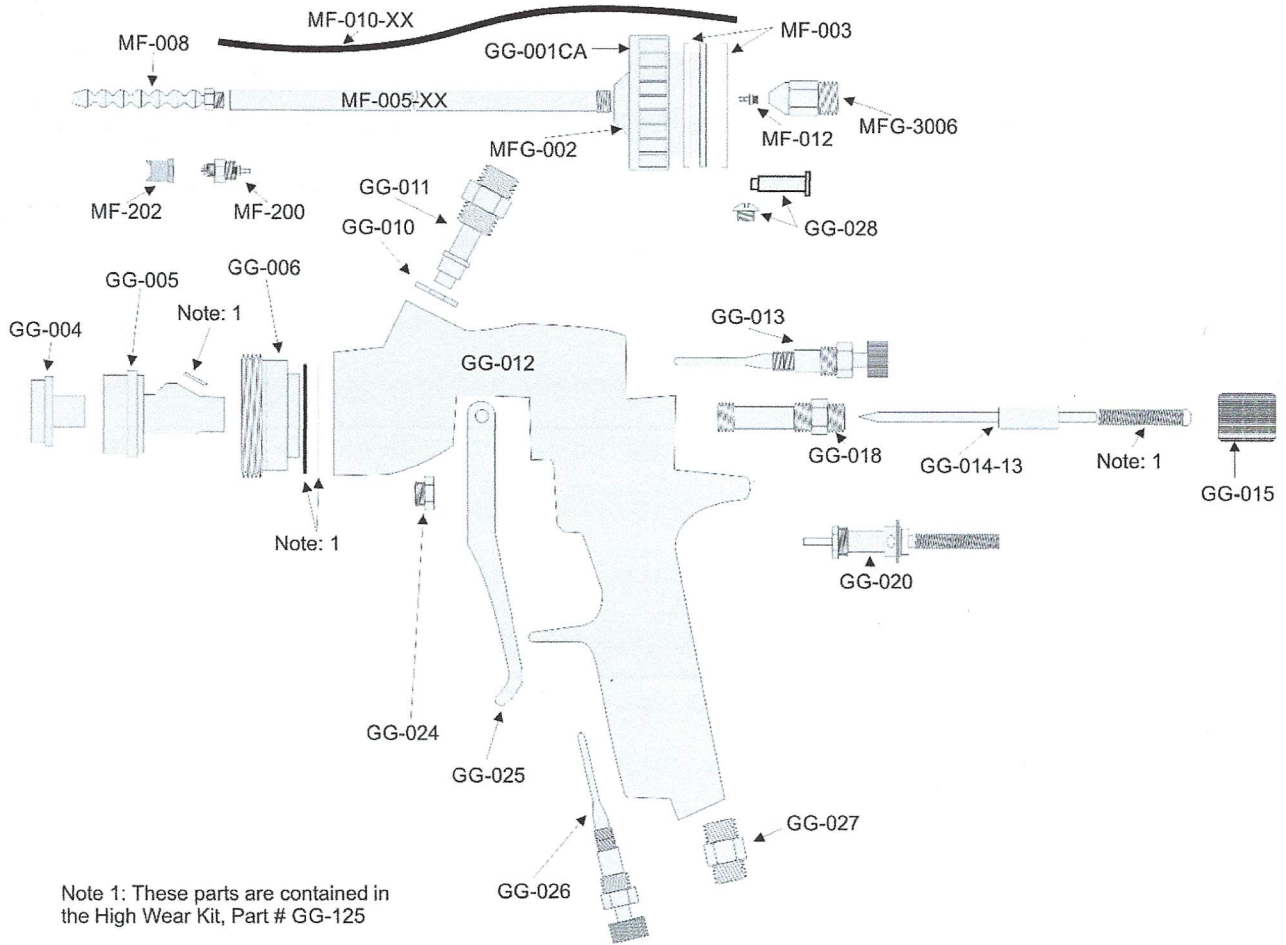 MF-010-XX
MF-008
GG-001CA
MF-003
MF-005-XX
MF-012
MFG-3006
MFG-002
MF-202
MF-200
GG-011
GG-010
GG-028
GG-006
GG-005
Note: 1
GG-004
GG-013
GG-012
GG-018
GG-014-13
Note: 1
GG-015
Note: 1
GG-020
GG-024
GG-025
GG-027
GG-026
Note 1: These parts are contained in
the High Wear Kit, Part # GG-125